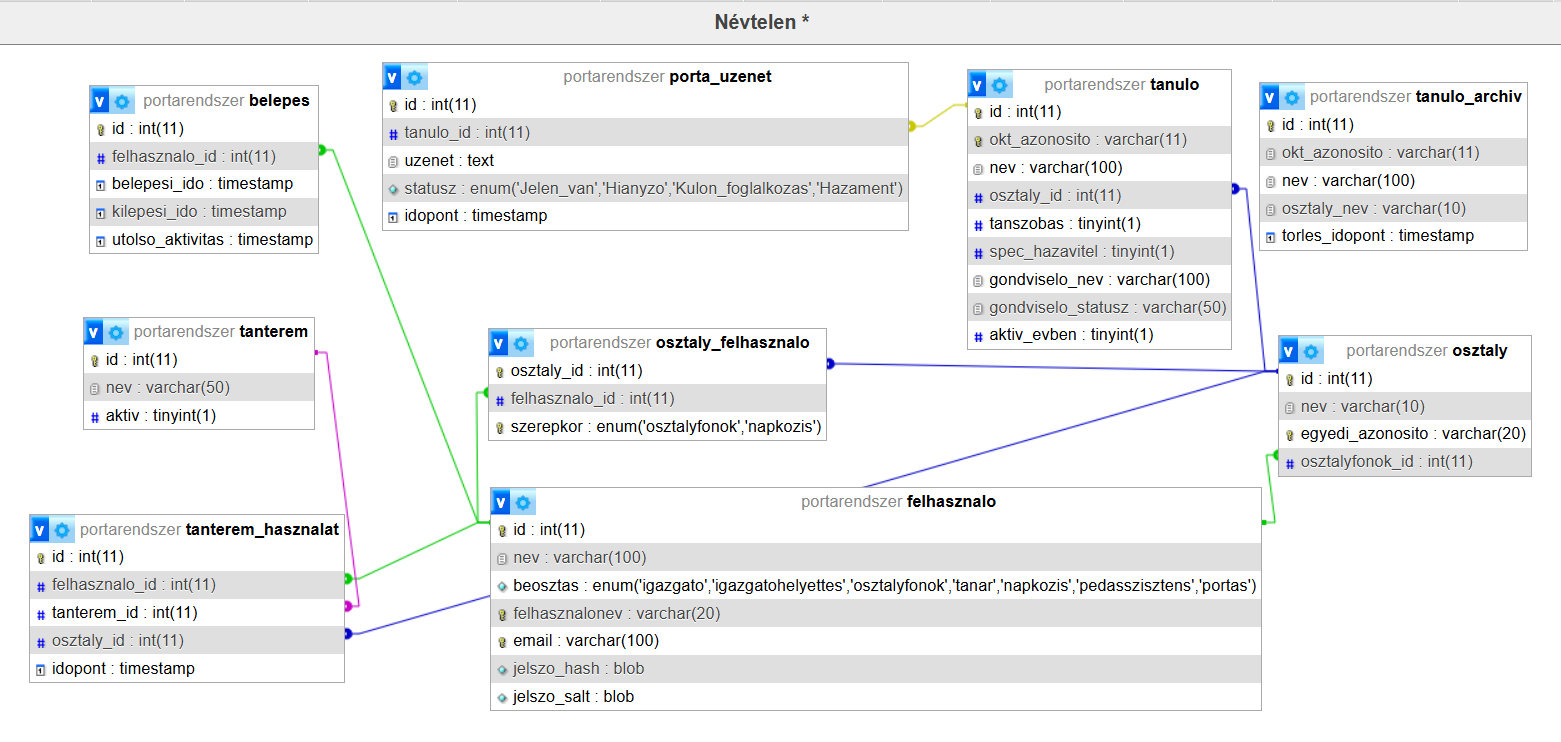 Névtelen *
portarendszer belepes
id : int(11)
felhasznalo_id : int(11)
belepesi_ido : timestamp
kilepesi_ido : timestamp
utolso_aktivitas : timestamp
portarendszer porta_uzenet
id : int(11)
tanulo_id : int(11)
uzenet : text
statusz : enum('Jelen_van','Hianyzo','Kulon_foglalkozas','Hazament')
idopont : timestamp
portarendszer tanulo
id : int(11)
okt_azonosito : varchar(11)
nev : varchar(100)
osztaly_id : int(11)
tanszobas : tinyint(1)
spec_hazavitel : tinyint(1)
gondviselo_nev : varchar(100)
gondviselo_statusz : varchar(50)
aktiv_evben : tinyint(1)
portarendszer tanulo_archiv
id : int(11)
okt_azonosito : varchar(11)
nev : varchar(100)
osztaly_nev : varchar(10)
torles_idopont : timestamp
portarendszer tanterem
id : int(11)
nev : varchar(50)
aktiv : tinyint(1)
portarendszer osztaly_felhasznalo
osztaly_id : int(11)
felhasznalo_id : int(11)
szerepkor : enum('osztalyfonok','napkozis')
portarendszer osztaly
id : int(11)
nev : varchar(10)
egyedi_azonosito : varchar(20)
osztalyfonok_id : int(11)
portarendszer tanterem_hasznalat
id : int(11)
felhasznalo_id : int(11)
tanterem_id : int(11)
osztaly_id : int(11)
idopont : timestamp
portarendszer felhasznalo
id : int(11)
nev : varchar(100)
beosztas : enum('igazgato','igazgatohelyettes','osztalyfonok','tanar','napkozis','pedasszisztens','portas')
felhasznalonev : varchar(20)
email : varchar(100)
jelszo_hash : blob
jelszo_salt : blob